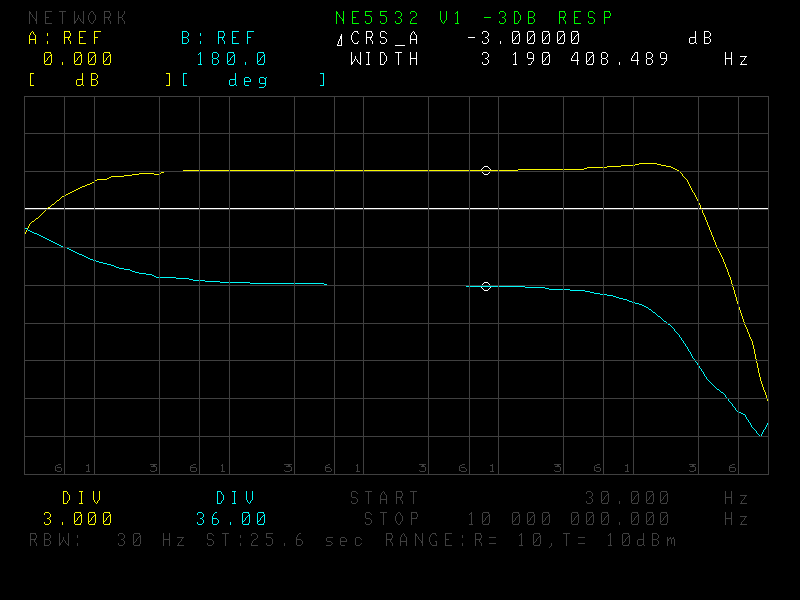 NETWORK NE5532 V1 -3DB RESP
A: REF B: REF ⊿CRS_A -3.00000 dB
0.000 180.0 WIDTH 3 190 408.489 Hz
[ dB ][ deg ]
6 1 3 6 1 3 6 1 3 6 1 3 6 1 3 6
DIV DIV START 30.000 Hz
3.000 36.00 STOP 10 000 000.000 Hz
RBW: 30 Hz ST:25.6 sec RANGE:R= 10,T= 10dBm